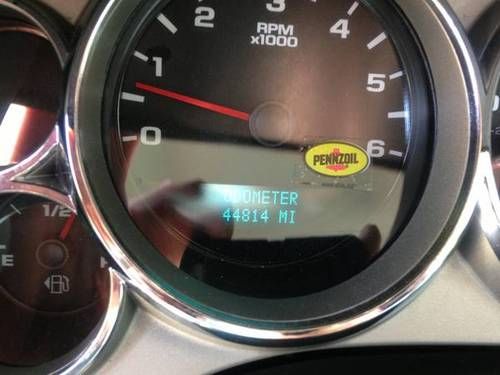 3
2
4
RPM
x1000
1
5
0
6
PENNZOIL
ODOMETER
44814 MI
1/2
E